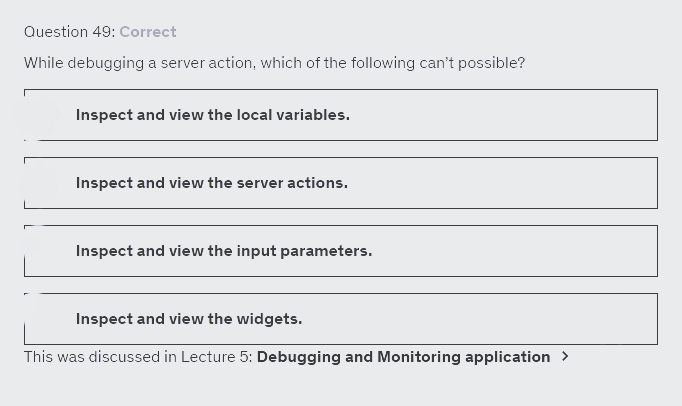 Question 49: Correct
While debugging a server action, which of the following can’t possible?
Inspect and view the local variables.
Inspect and view the server actions.
Inspect and view the input parameters.
Inspect and view the widgets.
This was discussed in Lecture 5: Debugging and Monitoring application >